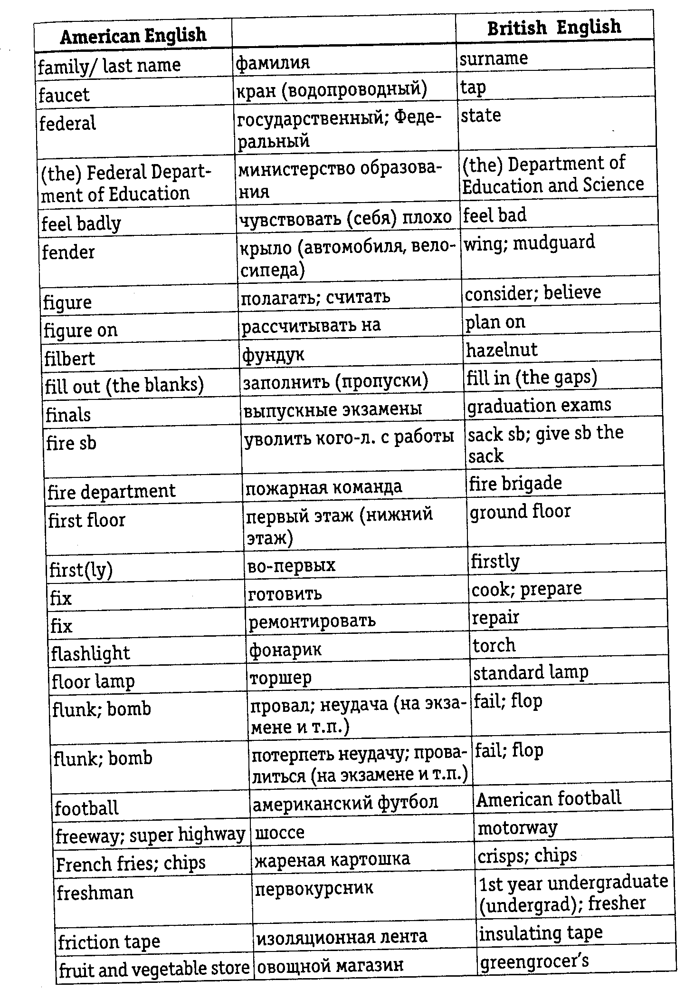 American English British English
family/ last name фамилия surname
faucet кран (водопроводный) tap
federal государственный; Феде- state
ральный
(the) Federal Depart- министерство образова- (the) Department of
ment of Education ния Education and Science
feel badly чувствовать (себя) плохо feel bad
fender крыло (автомобиля, вело- wing; mudguard
сипеда)
figure полагать; считать consider; believe
figure on рассчитывать на plan on
filbert фундук hazelnut
fill out (the blanks) заполнить (пропуски) fill in (the gaps)
finals выпускные экзамены graduation exams
fire sb уволить кого-л. с работы sack sb; give sb the
sack
fire department пожарная команда fire brigade
first floor первый этаж (нижний ground floor
этаж)
first(ly) во-первых firstly
fix готовить cook; prepare
fix ремонтировать repair
flashlight фонарик torch
floor lamp торшер standard lamp
flunk; bomb провал; неудача (на экза- fail; flop
мене и т.п.)
flunk; bomb потерпеть неудачу; прова- fail; flop
литься (на экзамене и т.п.)
football американский футбол American football
freeway; super highway шоссе motorway
French fries; chips жареная картошка crisps; chips
freshman первокурсник 1st year undergraduate
(undergrad); fresher
friction tape изоляционная лента insulating tape
fruit and vegetable store овощной магазин greengrocer's